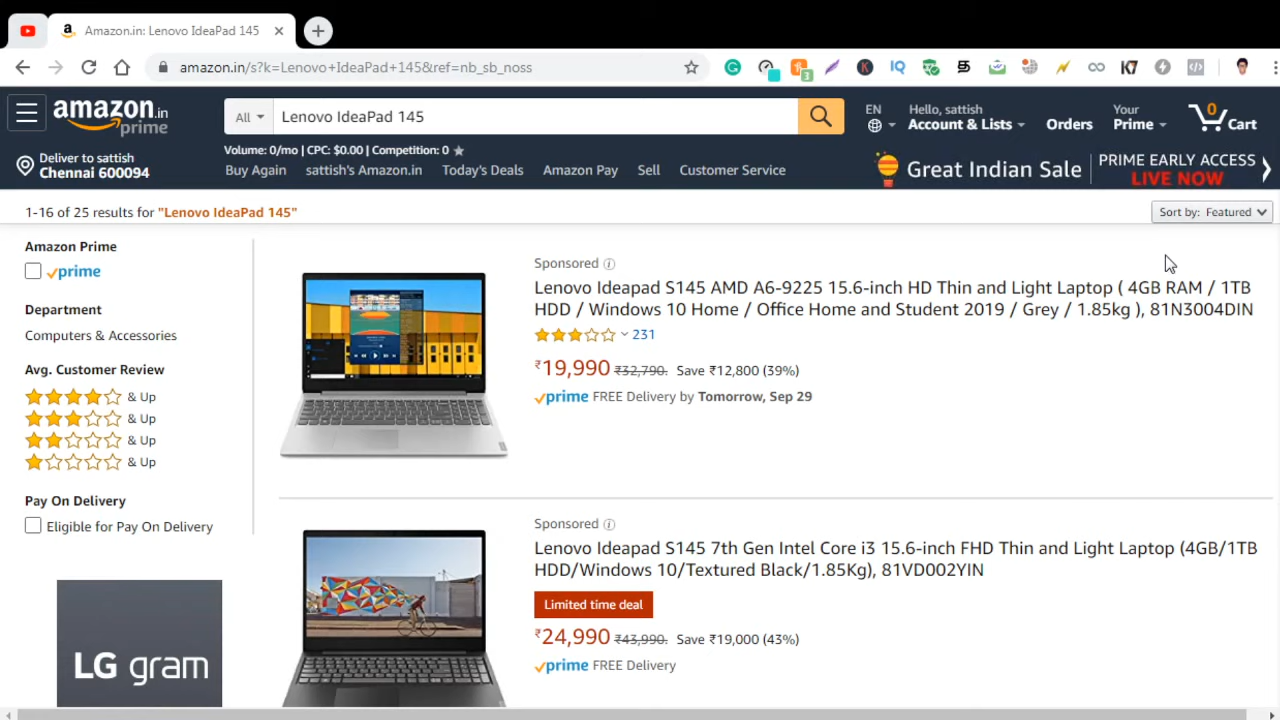 Amazon.in: Lenovo IdeaPad 145
amazon.in/s?k=Lenovo+IdeaPad+145&ref=nb_sb_noss
3
K7
amazon.in
prime
All
Lenovo IdeaPad 145
EN
Hello, sattish
Account & Lists
Orders
Your
Prime
0
Cart
Deliver to sattish
Chennai 600094
Volume: 0/mo | CPC: $0.00 | Competition: 0
Buy Again
sattish's Amazon.in
Today's Deals
Amazon Pay
Sell
Customer Service
Great Indian Sale
PRIME EARLY ACCESS
LIVE NOW
1-16 of 25 results for "Lenovo IdeaPad 145"
Sort by: Featured
Amazon Prime
prime
Department
Computers & Accessories
Avg. Customer Review
& Up
& Up
& Up
& Up
Pay On Delivery
Eligible for Pay On Delivery
LG gram
Sponsored
Lenovo Ideapad S145 AMD A6-9225 15.6-inch HD Thin and Light Laptop ( 4GB RAM / 1TB
HDD / Windows 10 Home / Office Home and Student 2019 / Grey / 1.85kg ), 81N3004DIN
231
₹19,990 ₹32,790. Save ₹12,800 (39%)
prime FREE Delivery by Tomorrow, Sep 29
Sponsored
Lenovo Ideapad S145 7th Gen Intel Core i3 15.6-inch FHD Thin and Light Laptop (4GB/1TB
HDD/Windows 10/Textured Black/1.85Kg), 81VD002YIN
Limited time deal
₹24,990 ₹43,990. Save ₹19,000 (43%)
prime FREE Delivery